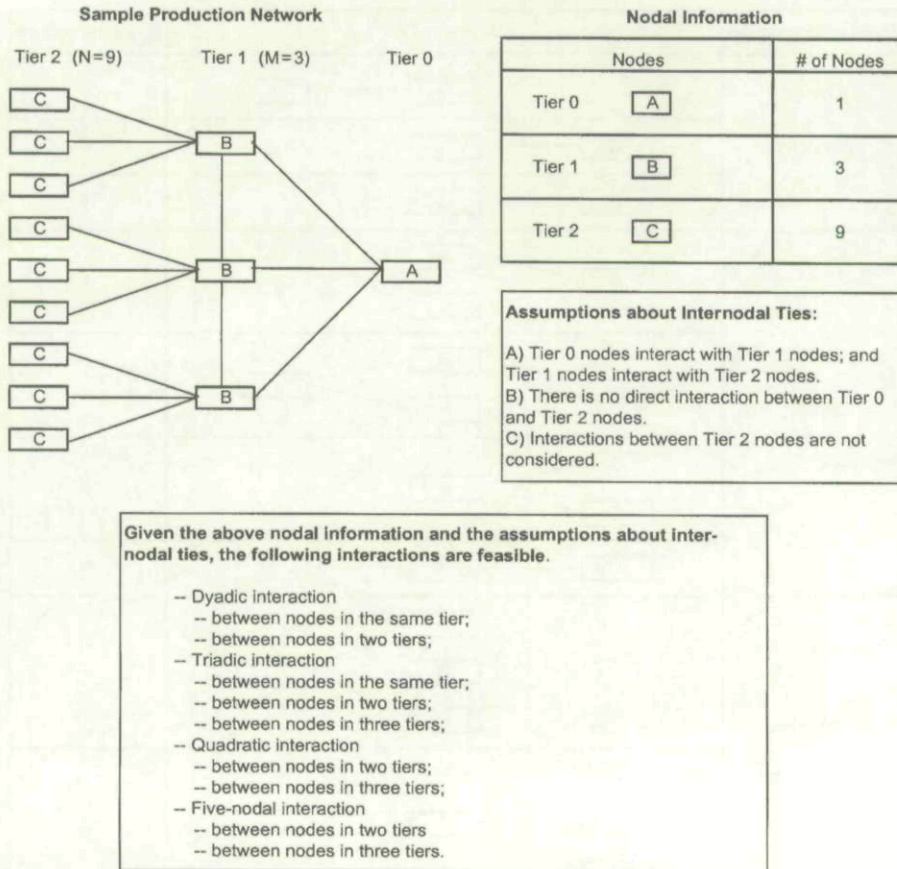 Sample Production Network
Tier 2 (N=9) Tier 1 (M=3) Tier 0
C
C
C
C
C
C
C
C
C
B
B
B
A
Nodal Information
Nodes # of Nodes
Tier 0 A 1
Tier 1 B 3
Tier 2 C 9
Assumptions about Internodal Ties:
A) Tier 0 nodes interact with Tier 1 nodes; and
Tier 1 nodes interact with Tier 2 nodes.
B) There is no direct interaction between Tier 0
and Tier 2 nodes.
C) Interactions between Tier 2 nodes are not
considered.
Given the above nodal information and the assumptions about inter-
nodal ties, the following interactions are feasible.
-- Dyadic interaction
-- between nodes in the same tier;
-- between nodes in two tiers;
-- Triadic interaction
-- between nodes in the same tier;
-- between nodes in two tiers;
-- between nodes in three tiers;
-- Quadratic interaction
-- between nodes in two tiers;
-- between nodes in three tiers;
-- Five-nodal interaction
-- between nodes in two tiers
-- between nodes in three tiers.